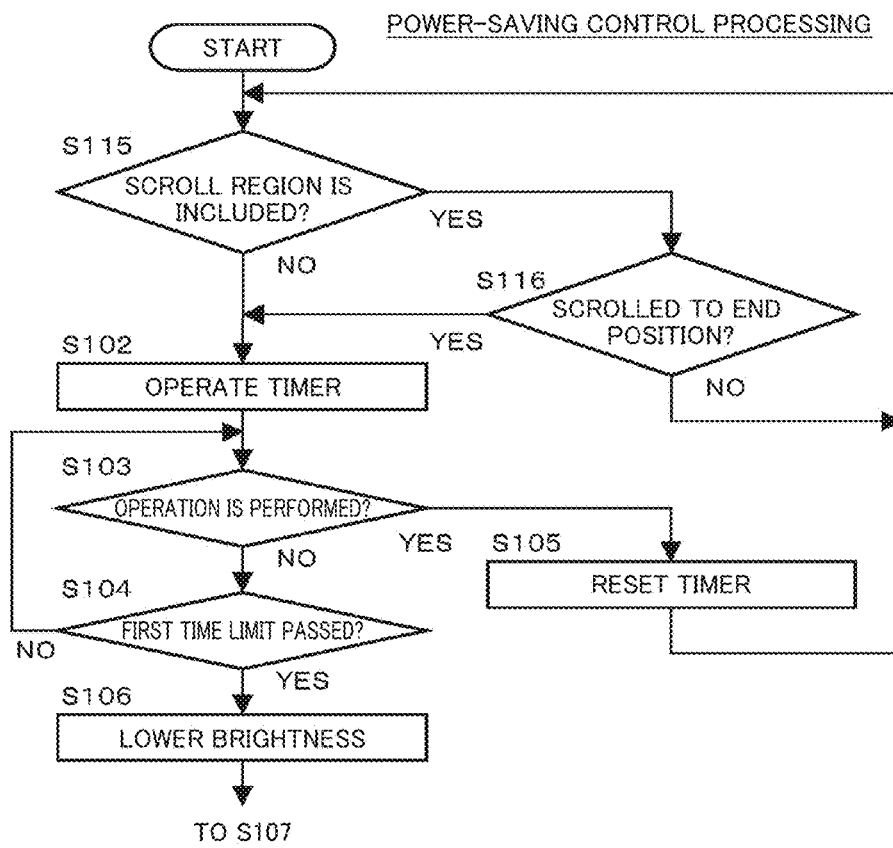 POWER-SAVING CONTROL PROCESSING
START
S115
SCROLL REGION IS
INCLUDED?
YES
NO
S116
SCROLLED TO END
POSITION?
YES
NO
S102
OPERATE TIMER
S103
OPERATION IS PERFORMED?
YES
NO
S105
RESET TIMER
S104
FIRST TIME LIMIT PASSED?
NO
YES
S106
LOWER BRIGHTNESS
TO S107